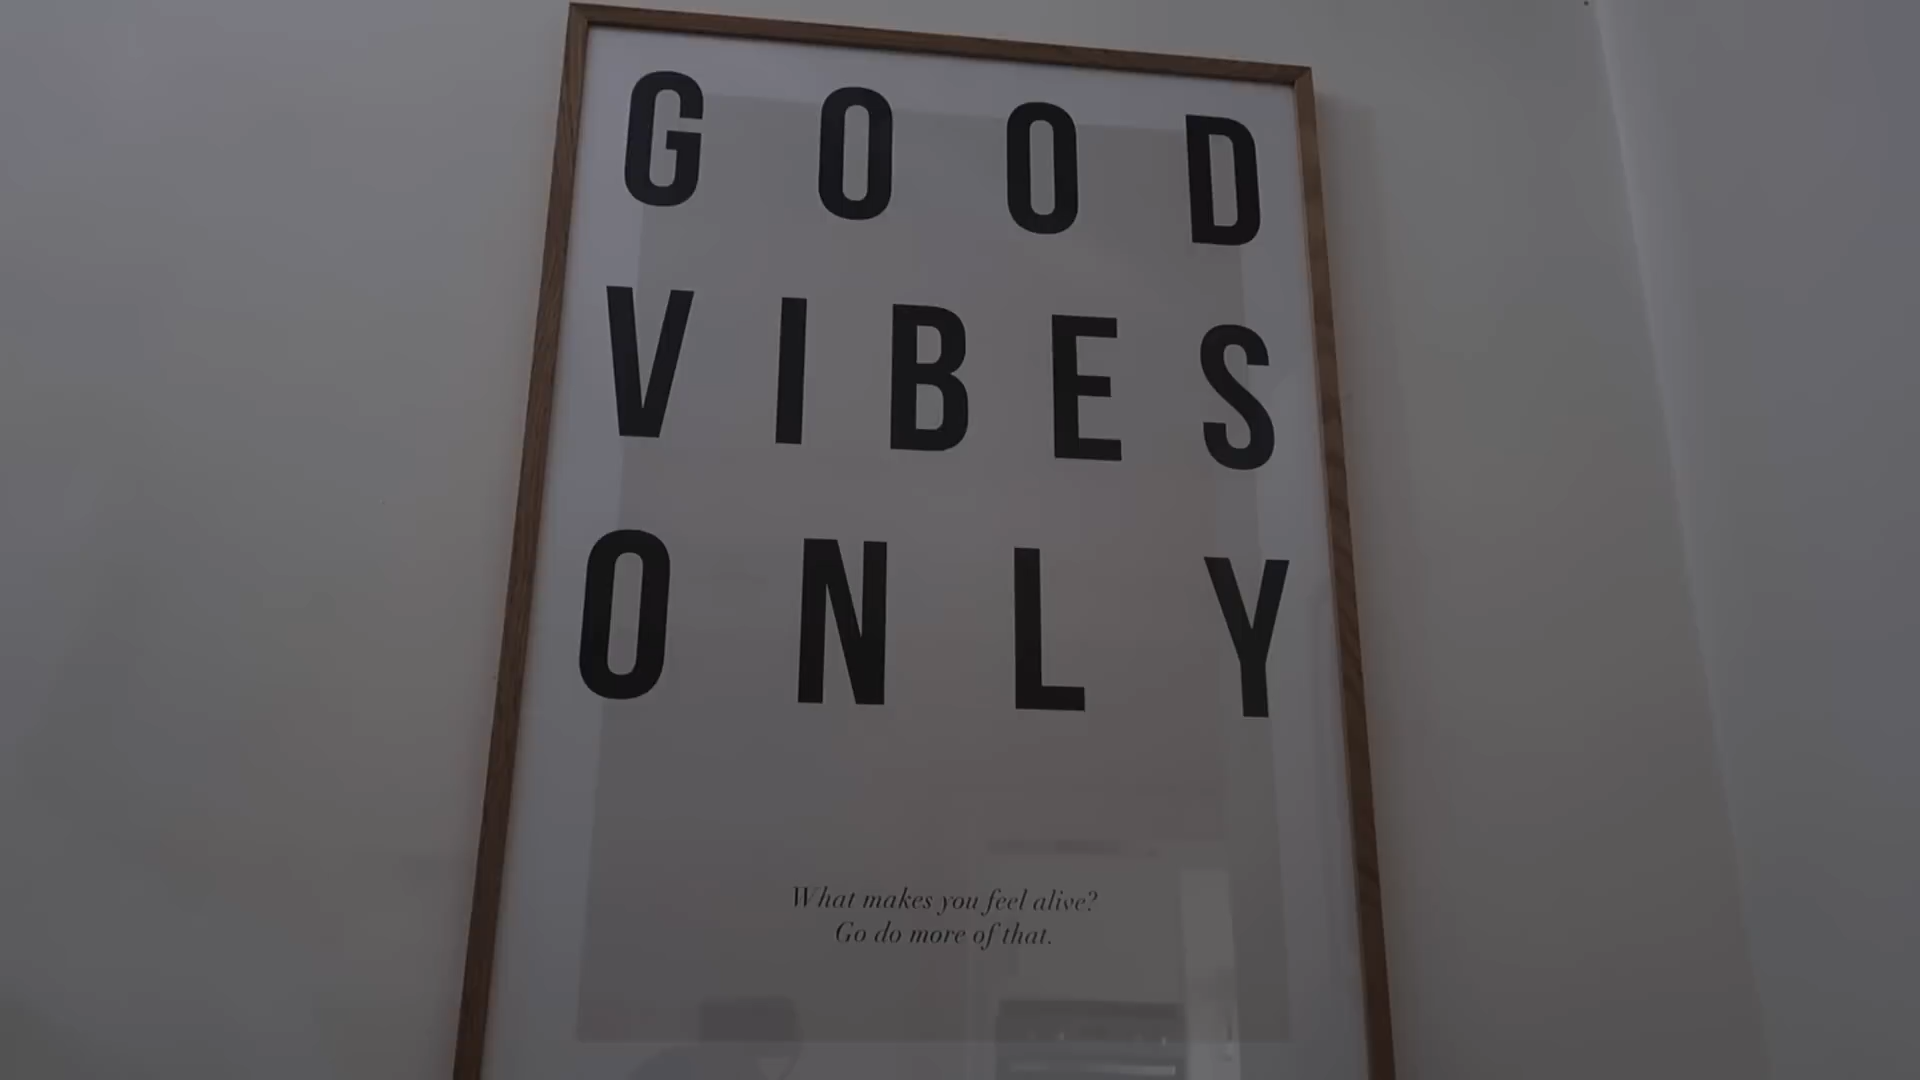 GOOD
VIBES
ONLY
What makes you feel alive?
Go do more of that.